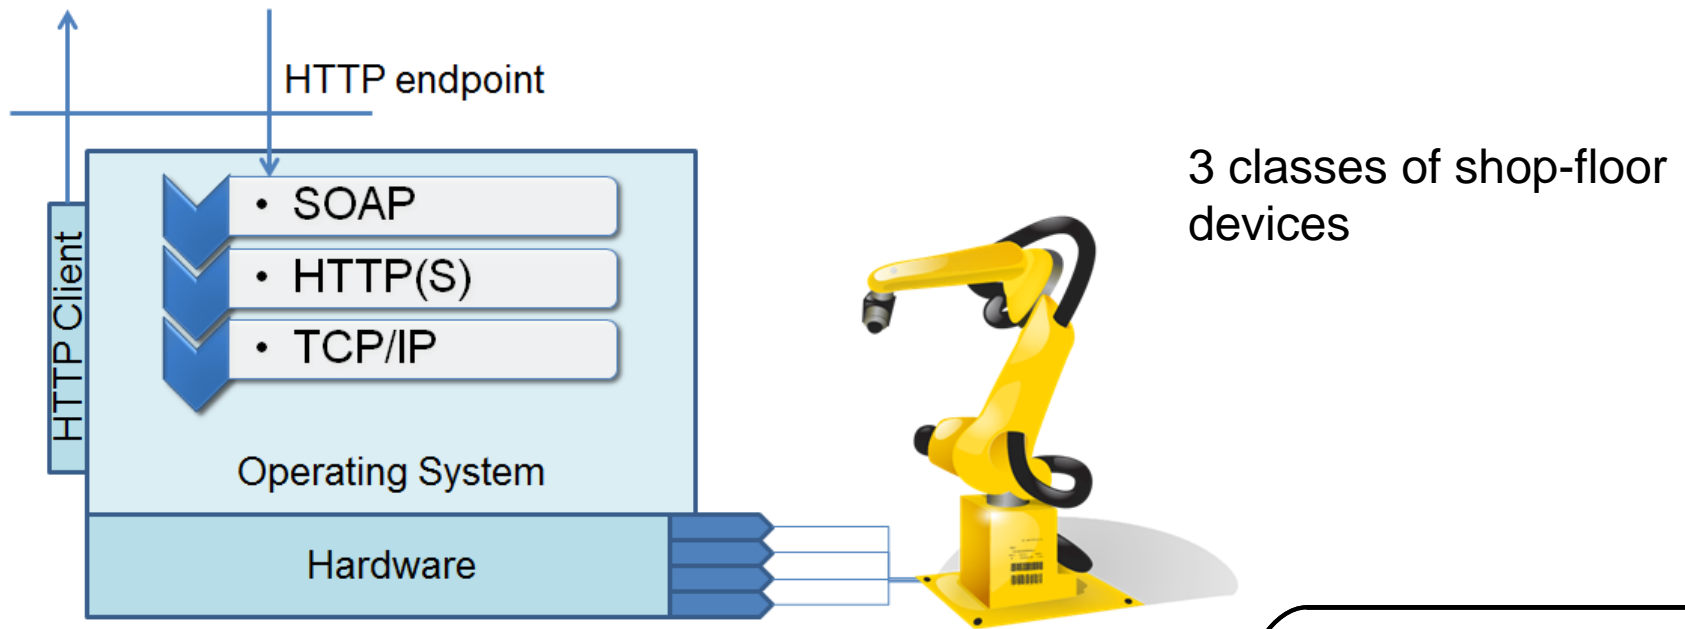 HTTP endpoint
3 classes of shop-floor
devices
• SOAP
• HTTP(S)
• TCP/IP
HTTP Client
Operating System
Hardware